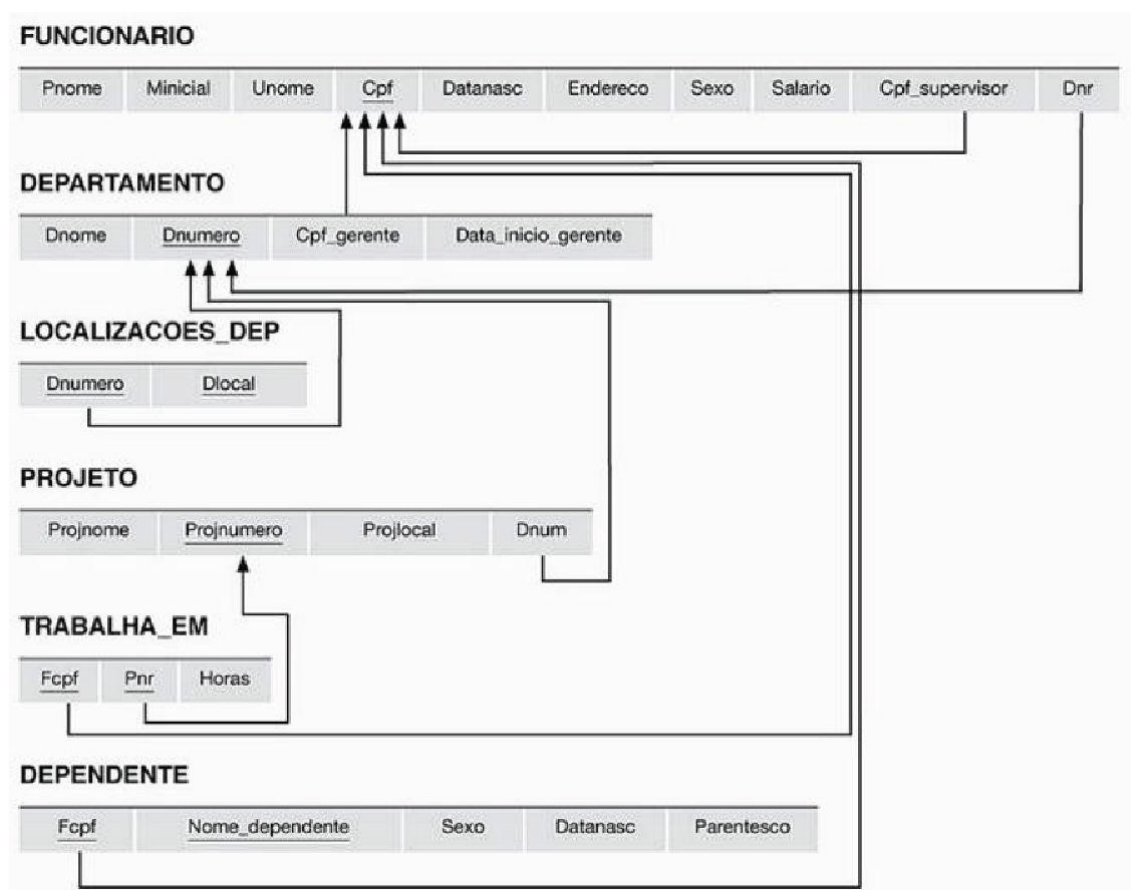 FUNCIONARIO
Pnome Minicial Unome Cpf Datanasc Endereco Sexo Salario Cpf_supervisor Dnr
DEPARTAMENTO
Dnome Dnumero Cpf_gerente Data_inicio_gerente
LOCALIZACOES_DEP
Dnumero Dlocal
PROJETO
Projnome Projnumero Projlocal Dnum
TRABALHA_EM
Fcpf Pnr Horas
DEPENDENTE
Fcpf Nome_dependente Sexo Datanasc Parentesco